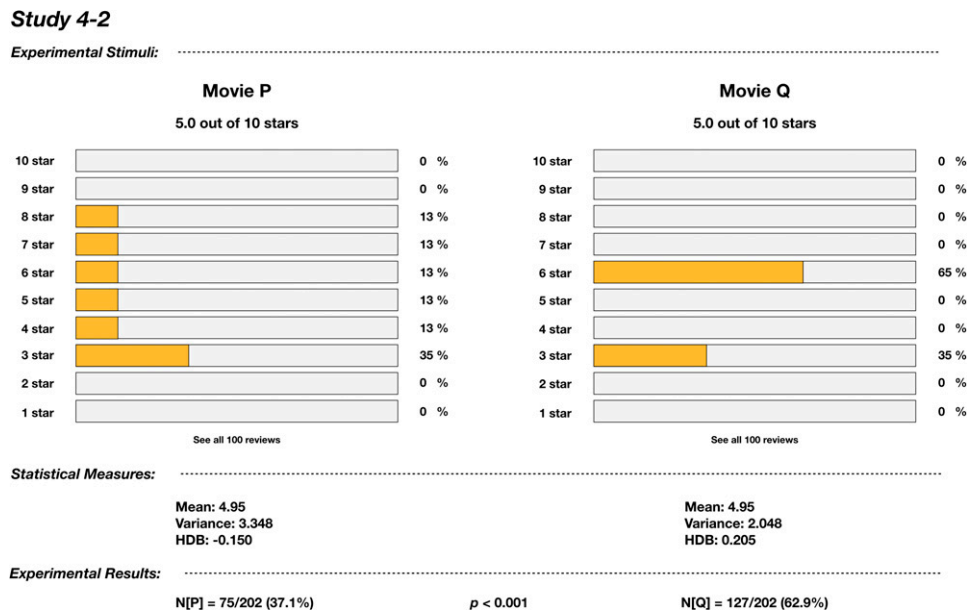 Study 4-2
Experimental Stimuli:
Movie P
5.0 out of 10 stars
10 star 0 %
9 star 0 %
8 star 13 %
7 star 13 %
6 star 13 %
5 star 13 %
4 star 13 %
3 star 35 %
2 star 0 %
1 star 0 %
See all 100 reviews
Movie Q
5.0 out of 10 stars
10 star 0 %
9 star 0 %
8 star 0 %
7 star 0 %
6 star 65 %
5 star 0 %
4 star 0 %
3 star 35 %
2 star 0 %
1 star 0 %
See all 100 reviews
Statistical Measures:
Mean: 4.95
Variance: 3.348
HDB: -0.150
Mean: 4.95
Variance: 2.048
HDB: 0.205
Experimental Results:
N[P] = 75/202 (37.1%) p < 0.001 N[Q] = 127/202 (62.9%)